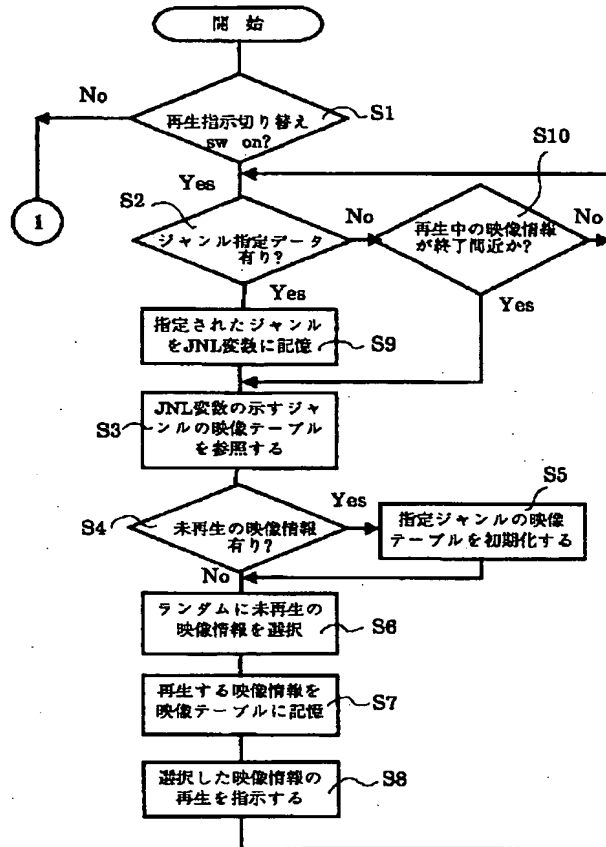 開始
No
再生指示切り替え
sw on?
S1
Yes
1
S10
S2
ジャンル指定データ
有り?
No
再生中の映像情報
が終了間近か?
No
Yes
Yes
指定されたジャンル
をJNL変数に記憶
S9
S3
JNL変数の示すジャ
ンルの映像テーブル
を参照する
S4
未再生の映像情報
有り?
Yes
S5
指定ジャンルの映像
テーブルを初期化する
No
ランダムに未再生の
映像情報を選択
S6
再生する映像情報を
映像テーブルに記憶
S7
選択した映像情報の
再生を指示する
S8